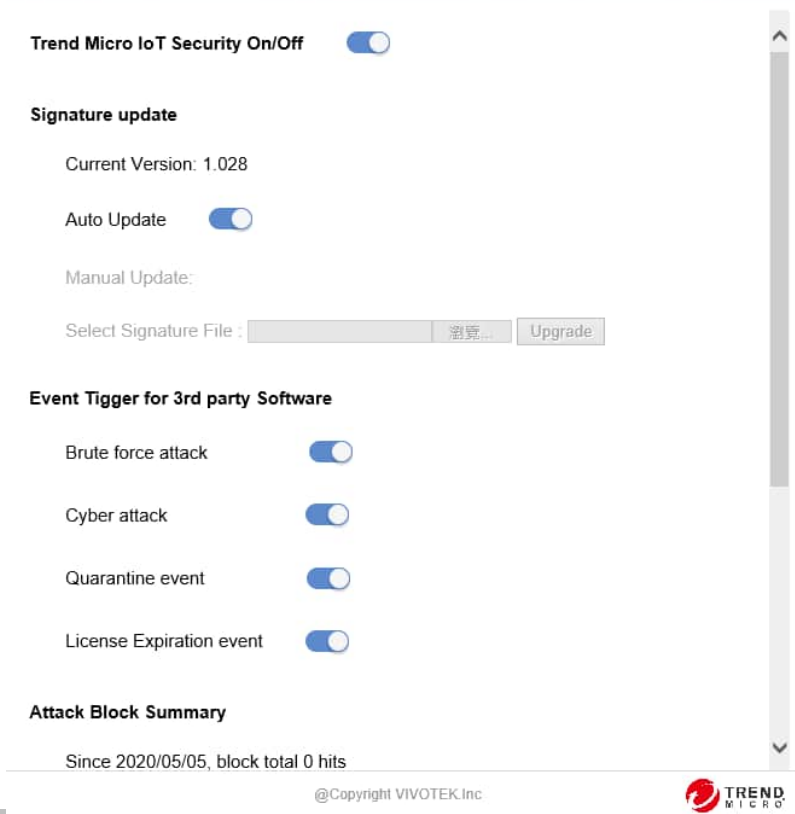 Trend Micro IoT Security On/Off
Signature update
Current Version: 1.028
Auto Update
Manual Update:
Select Signature File : 瀏覽... Upgrade
Event Tigger for 3rd party Software
Brute force attack
Cyber attack
Quarantine event
License Expiration event
Attack Block Summary
Since 2020/05/05, block total 0 hits
@Copyright VIVOTEK.Inc
TREND
MICRO